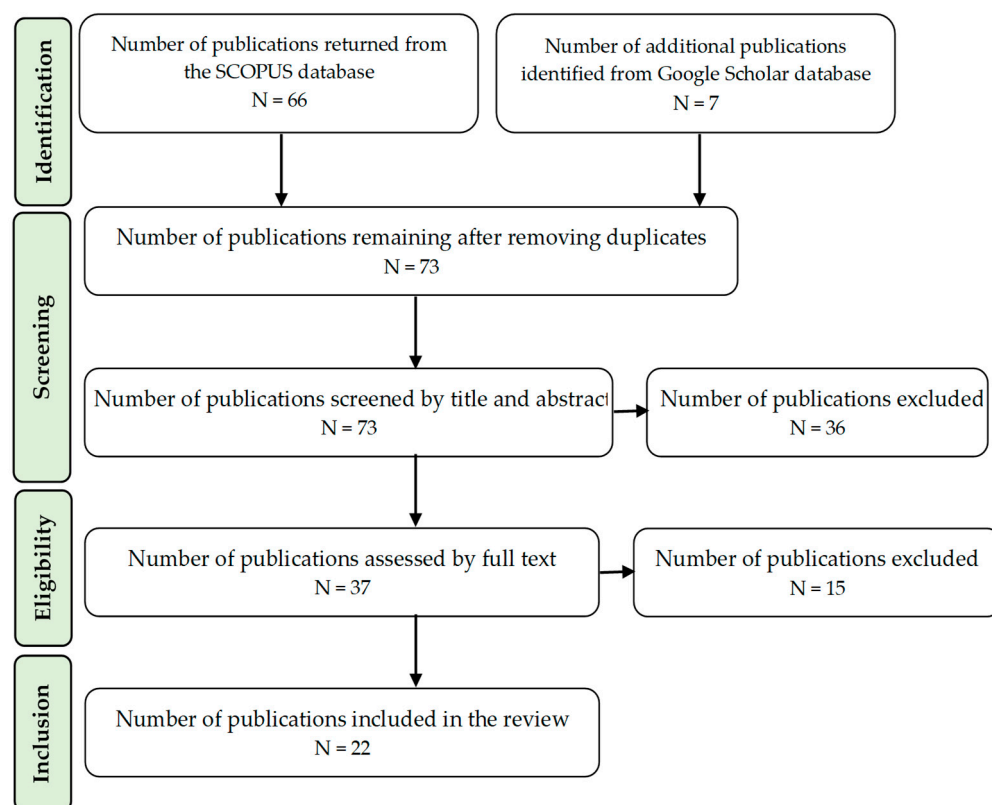 Identification
Number of publications returned from
the SCOPUS database
N = 66
Number of additional publications
identified from Google Scholar database
N = 7
Screening
Number of publications remaining after removing duplicates
N = 73
Number of publications screened by title and abstract
N = 73
Number of publications excluded
N = 36
Eligibility
Number of publications assessed by full text
N = 37
Number of publications excluded
N = 15
Inclusion
Number of publications included in the review
N = 22